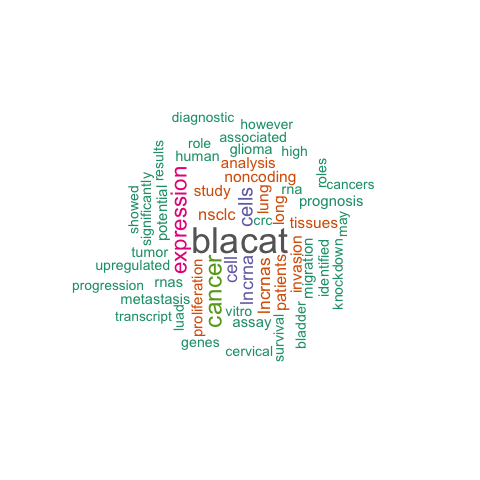 diagnostic
however
associated
role
glioma
human
high
analysis
results
noncoding
roles
cancers
significantly
potential
showed
expression
study
cells
lung
rna
long
prognosis
nsclc
crc
tissues
may
blacat
tumor
upregulated
cell
lncrna
lncrnas
patients
invasion
migration
identified
knockdown
progression
rnas
proliferation
cancer
metastasis
transcript
luad
vitro
assay
survival
bladder
genes
cervical